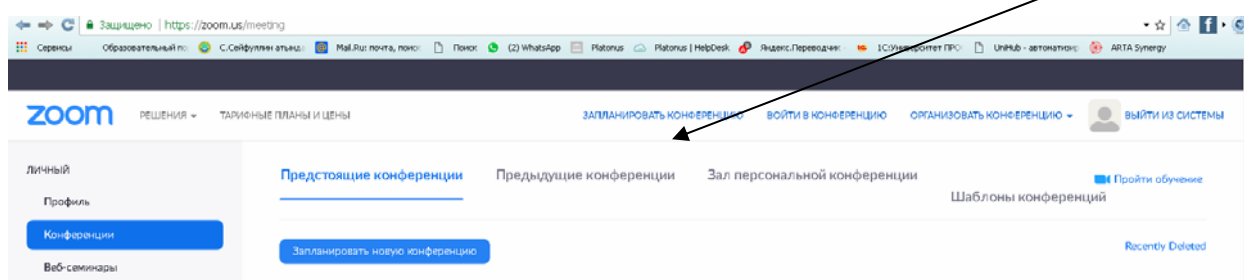 Защищено | https://zoom.us/meeting
Сервисы Образовательный по С.Сейфуллин атынд Mail.Ru: почта, поиск Поиск (2) WhatsApp Platonus Platonus | HelpDesk Яндекс.Переводчик 1С:Университет ПРО UniHub - автоматизир ARTA Synergy
zoom РЕШЕНИЯ ТАРИФНЫЕ ПЛАНЫ И ЦЕНЫ ЗАПЛАНИРОВАТЬ КОНФЕРЕНЦИЮ ВОЙТИ В КОНФЕРЕНЦИЮ ОРГАНИЗОВАТЬ КОНФЕРЕНЦИЮ ВЫЙТИ ИЗ СИСТЕМЫ
ЛИЧНЫЙ
Предстоящие конференции Предыдущие конференции Зал персональной конференции Пройти обучение
Профиль Шаблоны конференций
Конференции
Запланировать новую конференцию Recently Deleted
Веб-семинары